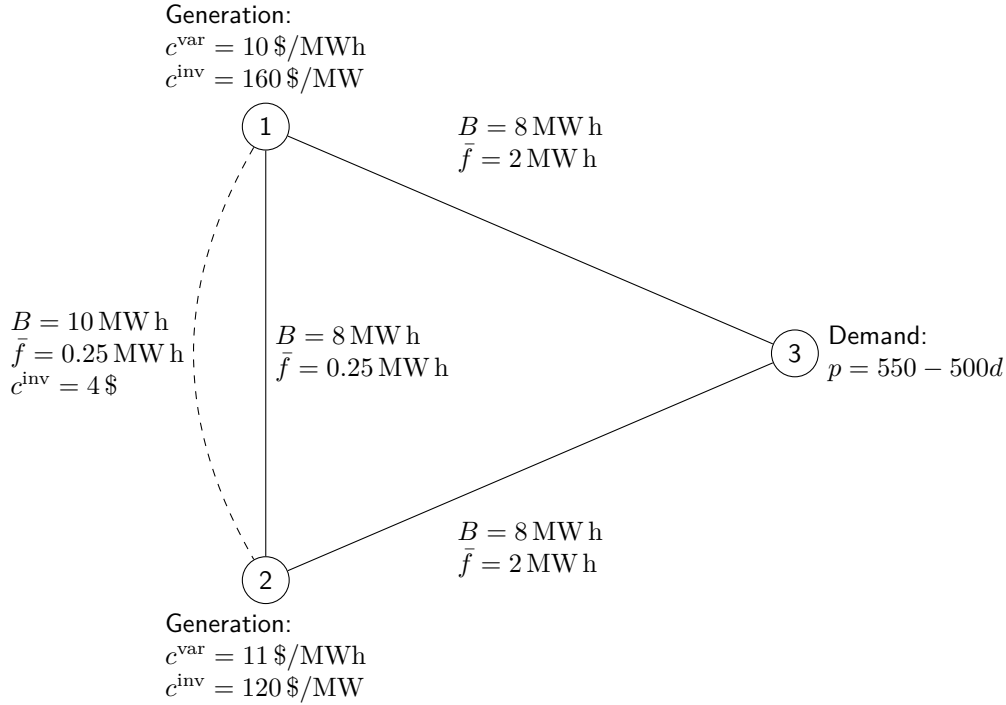 Generation:
c^var = 10 $/MWh
c^inv = 160 $/MW
1
B = 8 MW h
f̄ = 2 MW h
B = 10 MW h
f̄ = 0.25 MW h
c^inv = 4 $
B = 8 MW h
f̄ = 0.25 MW h
3
Demand:
p = 550 − 500d
B = 8 MW h
f̄ = 2 MW h
2
Generation:
c^var = 11 $/MWh
c^inv = 120 $/MW